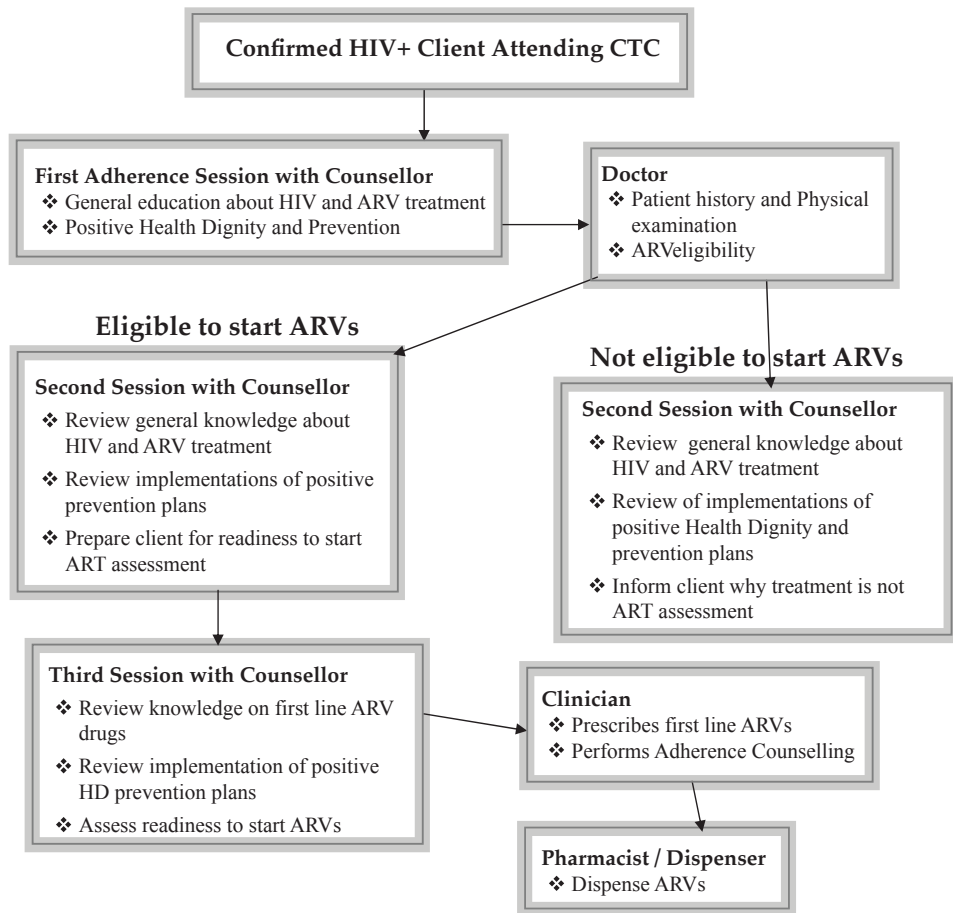 Confirmed HIV+ Client Attending CTC
First Adherence Session with Counsellor
❖ General education about HIV and ARV treatment
❖ Positive Health Dignity and Prevention
Doctor
❖ Patient history and Physical
examination
❖ ARVeligibility
Eligible to start ARVs
Second Session with Counsellor
❖ Review general knowledge about
HIV and ARV treatment
❖ Review implementations of positive
prevention plans
❖ Prepare client for readiness to start
ART assessment
Not eligible to start ARVs
Second Session with Counsellor
❖ Review general knowledge about
HIV and ARV treatment
❖ Review of implementations of
positive Health Dignity and
prevention plans
❖ Inform client why treatment is not
ART assessment
Third Session with Counsellor
❖ Review knowledge on first line ARV
drugs
❖ Review implementation of positive
HD prevention plans
❖ Assess readiness to start ARVs
Clinician
❖ Prescribes first line ARVs
❖ Performs Adherence Counselling
Pharmacist / Dispenser
❖ Dispense ARVs